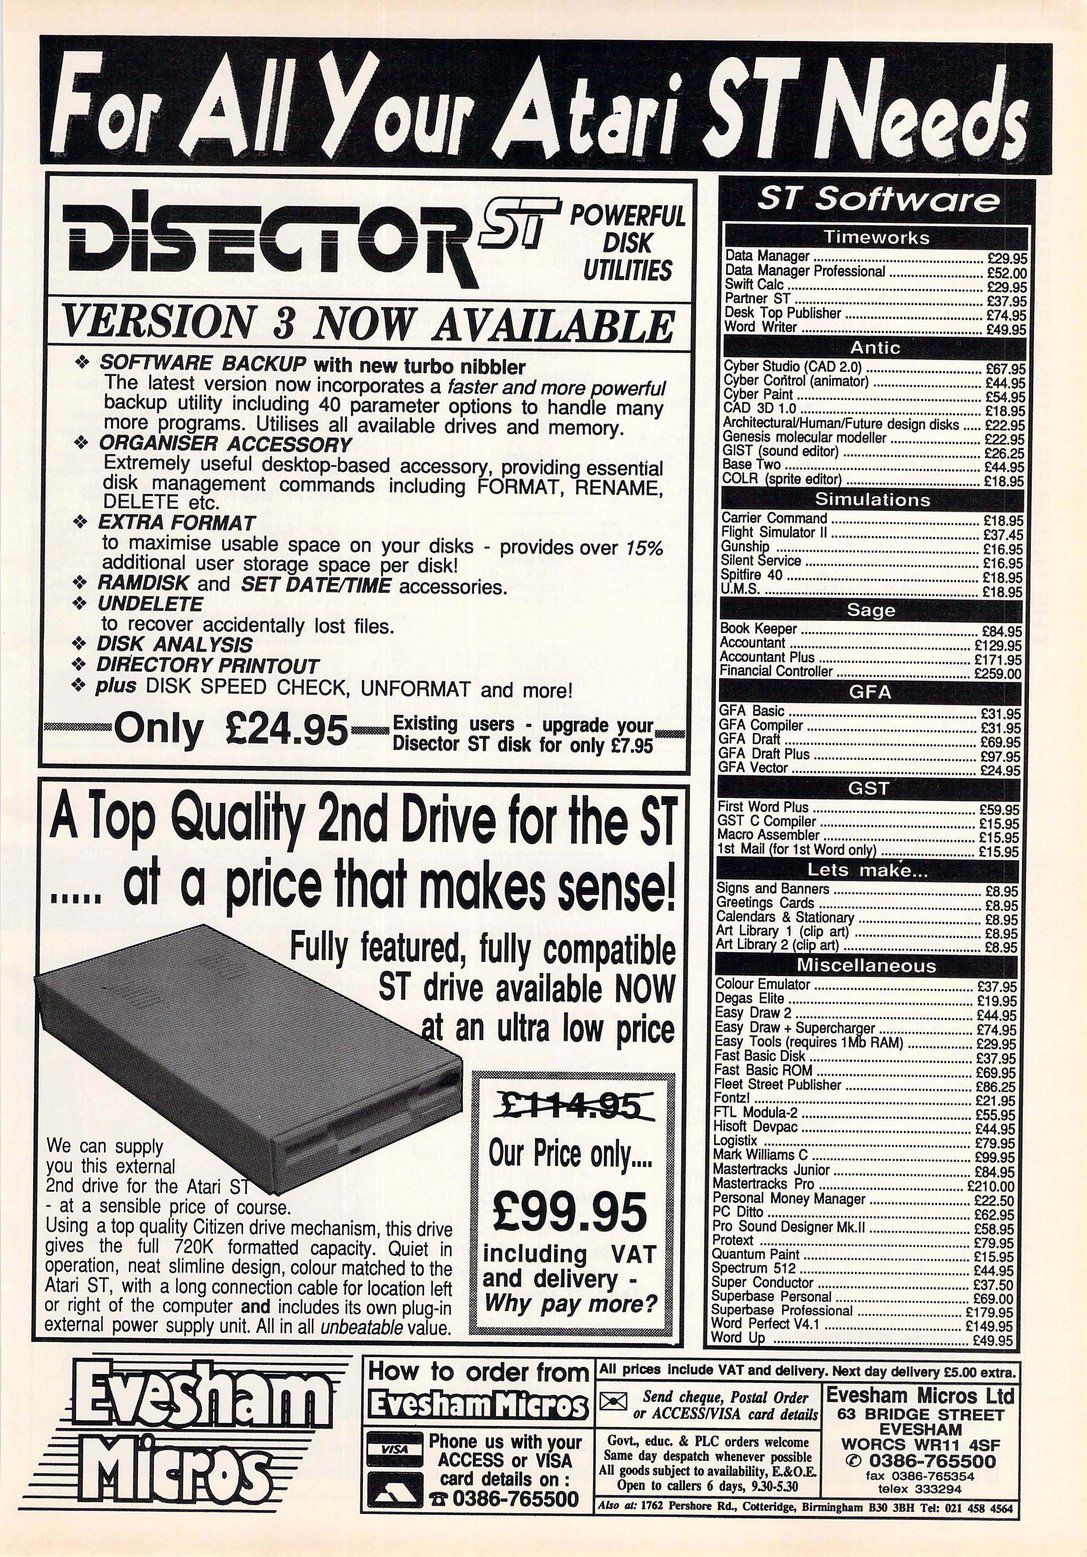 For All Your Atari ST Needs
DISECTOR ST
POWERFUL
DISK
UTILITIES
VERSION 3 NOW AVAILABLE
❖ SOFTWARE BACKUP with new turbo nibbler
The latest version now incorporates a faster and more powerful
backup utility including 40 parameter options to handle many
more programs. Utilises all available drives and memory.
❖ ORGANISER ACCESSORY
Extremely useful desktop-based accessory, providing essential
disk management commands including FORMAT, RENAME,
DELETE etc.
❖ EXTRA FORMAT
to maximise usable space on your disks - provides over 15%
additional user storage space per disk!
❖ RAMDISK and SET DATE/TIME accessories.
❖ UNDELETE
to recover accidentally lost files.
❖ DISK ANALYSIS
❖ DIRECTORY PRINTOUT
❖ plus DISK SPEED CHECK, UNFORMAT and more!
Only £24.95
Existing users - upgrade your
Disector ST disk for only £7.95
A Top Quality 2nd Drive for the ST
..... at a price that makes sense!
Fully featured, fully compatible
ST drive available NOW
at an ultra low price
We can supply
you this external
2nd drive for the Atari ST
- at a sensible price of course.
Using a top quality Citizen drive mechanism, this drive
gives the full 720K formatted capacity. Quiet in
operation, neat slimline design, colour matched to the
Atari ST, with a long connection cable for location left
or right of the computer and includes its own plug-in
external power supply unit. All in all unbeatable value.
£114.95
Our Price only....
£99.95
including VAT
and delivery -
Why pay more?
ST Software
Timeworks
Data Manager ........ £29.95
Data Manager Professional ........ £52.00
Swift Calc ........ £29.95
Partner ST ........ £37.95
Desk Top Publisher ........ £74.95
Word Writer ........ £49.95
Antic
Cyber Studio (CAD 2.0) ........ £67.95
Cyber Control (animator) ........ £44.95
Cyber Paint ........ £54.95
CAD 3D 1.0 ........ £18.95
Architectural/Human/Future design disks ..... £22.95
Genesis molecular modeller ........ £22.95
GIST (sound editor) ........ £26.25
Base Two ........ £44.95
COLR (sprite editor) ........ £18.95
Simulations
Carrier Command ........ £18.95
Flight Simulator II ........ £37.45
Gunship ........ £16.95
Silent Service ........ £16.95
Spitfire 40 ........ £18.95
U.M.S. ........ £18.95
Sage
Book Keeper ........ £84.95
Accountant ........ £129.95
Accountant Plus ........ £171.95
Financial Controller ........ £259.00
GFA
GFA Basic ........ £31.95
GFA Compiler ........ £31.95
GFA Draft ........ £69.95
GFA Draft Plus ........ £97.95
GFA Vector ........ £24.95
GST
First Word Plus ........ £59.95
GST C Compiler ........ £15.95
Macro Assembler ........ £15.95
1st Mail (for 1st Word only) ........ £15.95
Lets make...
Signs and Banners ........ £8.95
Greetings Cards ........ £8.95
Calendars & Stationary ........ £8.95
Art Library 1 (clip art) ........ £8.95
Art Library 2 (clip art) ........ £8.95
Miscellaneous
Colour Emulator ........ £37.95
Degas Elite ........ £19.95
Easy Draw 2 ........ £44.95
Easy Draw + Supercharger ........ £74.95
Easy Tools (requires 1Mb RAM) ........ £29.95
Fast Basic Disk ........ £37.95
Fast Basic ROM ........ £69.95
Fleet Street Publisher ........ £86.25
Fontz! ........ £21.95
FTL Modula-2 ........ £55.95
Hisoft Devpac ........ £44.95
Logistix ........ £79.95
Mark Williams C ........ £99.95
Mastertracks Junior ........ £84.95
Mastertracks Pro ........ £210.00
Personal Money Manager ........ £22.50
PC Ditto ........ £62.95
Pro Sound Designer Mk.II ........ £58.95
Protext ........ £79.95
Quantum Paint ........ £15.95
Spectrum 512 ........ £44.95
Super Conductor ........ £37.50
Superbase Personal ........ £69.00
Superbase Professional ........ £179.95
Word Perfect V4.1 ........ £149.95
Word Up ........ £49.95
Evesham
Micros
How to order from
Evesham Micros
VISA
Phone us with your
ACCESS or VISA
card details on :
☎ 0386-765500
All prices include VAT and delivery. Next day delivery £5.00 extra.
Send cheque, Postal Order
or ACCESS/VISA card details
Govt., educ. & PLC orders welcome
Same day despatch whenever possible
All goods subject to availability, E.&O.E.
Open to callers 6 days, 9.30-5.30
Evesham Micros Ltd
63 BRIDGE STREET
EVESHAM
WORCS WR11 4SF
✆ 0386-765500
fax 0386-765354
telex 333294
Also at: 1762 Pershore Rd., Cotteridge, Birmingham B30 3BH Tel: 021 458 4564